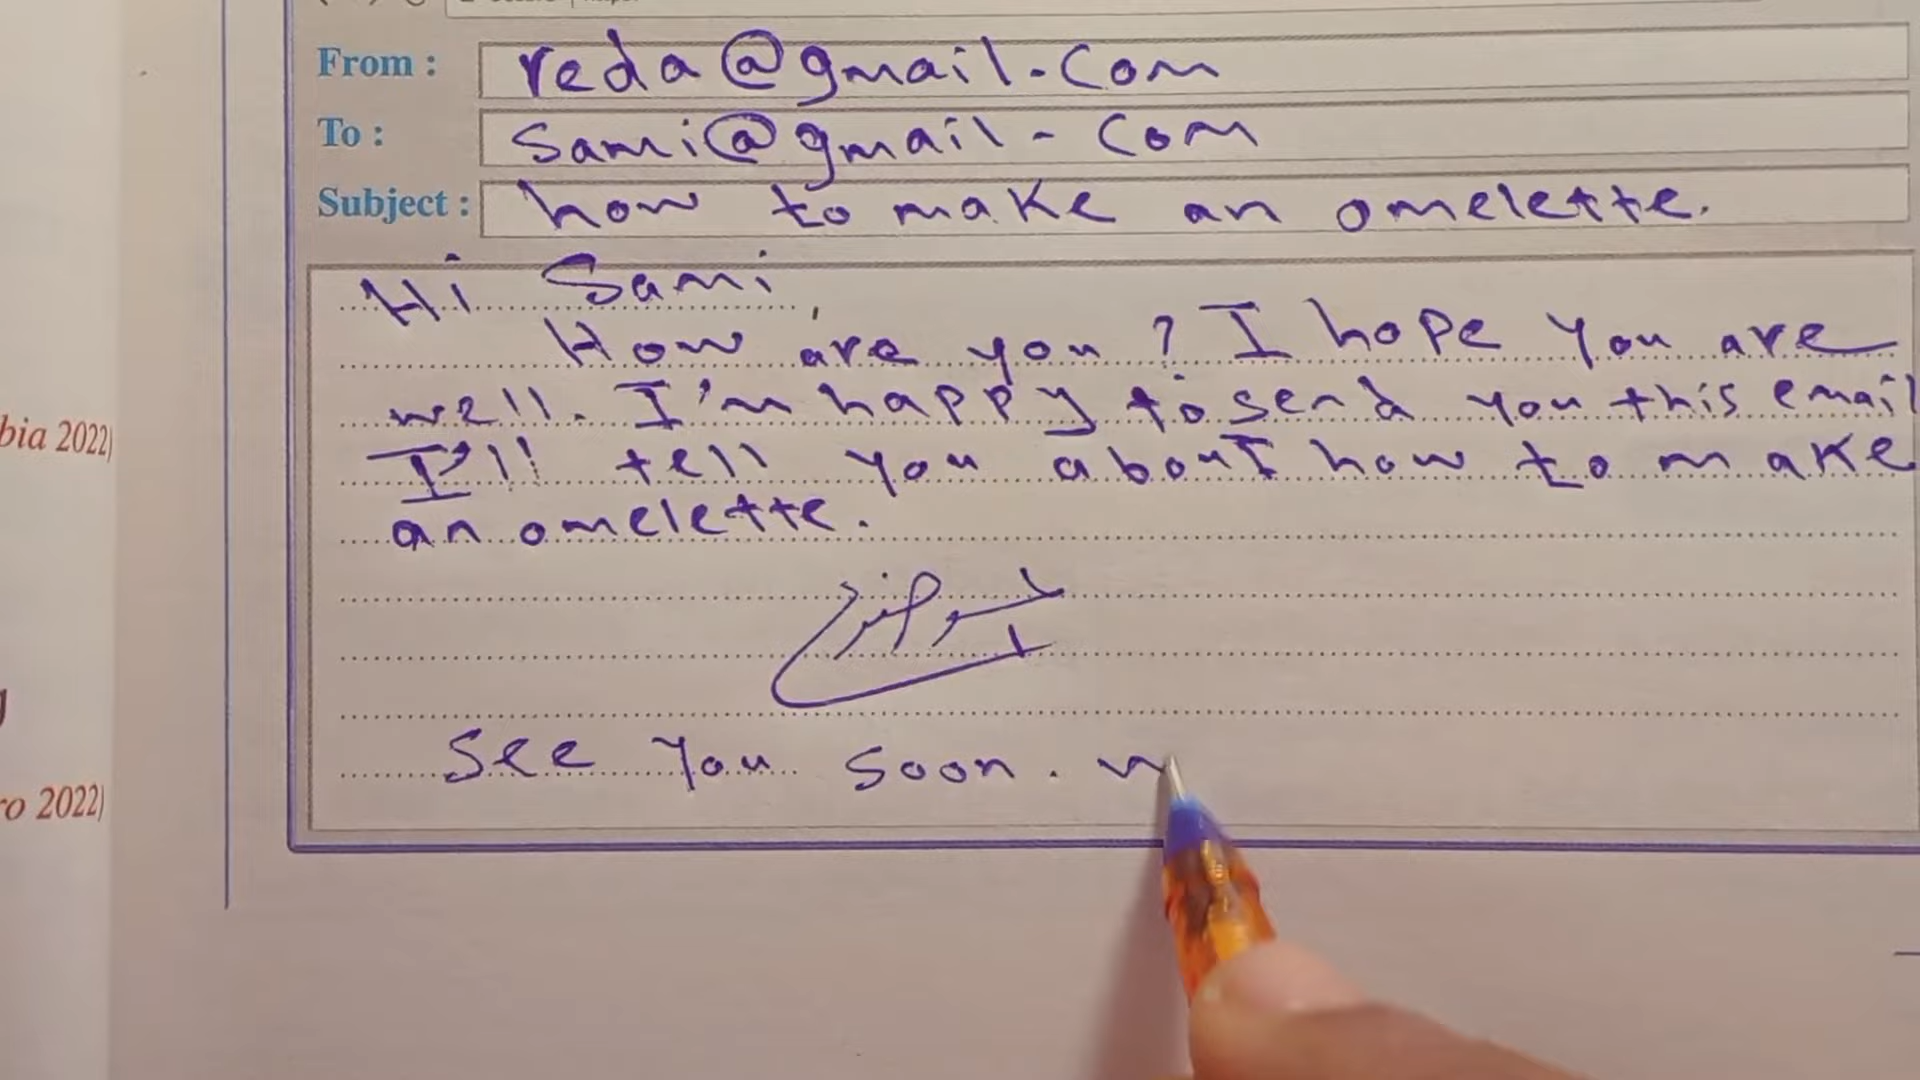 From : reda@gmail.com
To : sami@gmail-com
Subject : how to make an omelette.
Hi Sami,
How are you ? I hope you are
well. I'm happy to send you this email
I'll tell you about how to make
an omelette.
See you soon. w
bia 2022)
ro 2022)